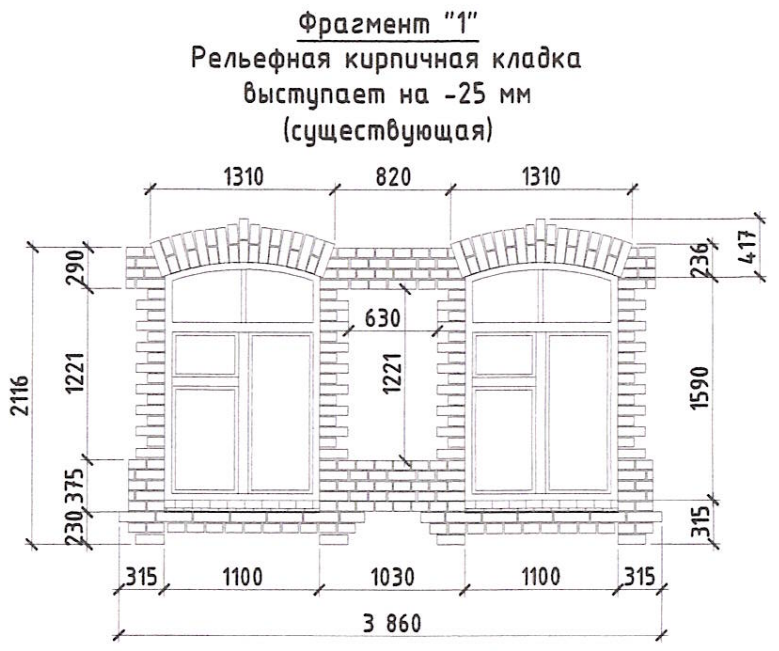 Фрагмент "1"
Рельефная кирпичная кладка
выступает на -25 мм
(существующая)
1310 820 1310
290 236 417
630
2116 1221 1221 1590
375
230 315
315 1100 1030 1100 315
3 860